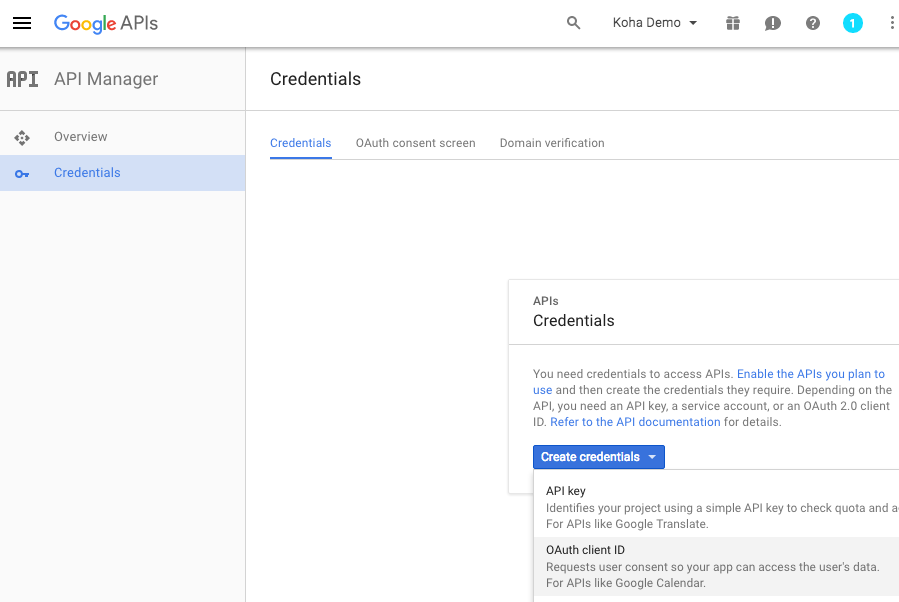 Google APIs
Koha Demo
1
API API Manager
Credentials
Overview
Credentials
Credentials OAuth consent screen Domain verification
APIs
Credentials
You need credentials to access APIs. Enable the APIs you plan to
use and then create the credentials they require. Depending on the
API, you need an API key, a service account, or an OAuth 2.0 client
ID. Refer to the API documentation for details.
Create credentials
API key
Identifies your project using a simple API key to check quota and
For APIs like Google Translate.
OAuth client ID
Requests user consent so your app can access the user's data.
For APIs like Google Calendar.